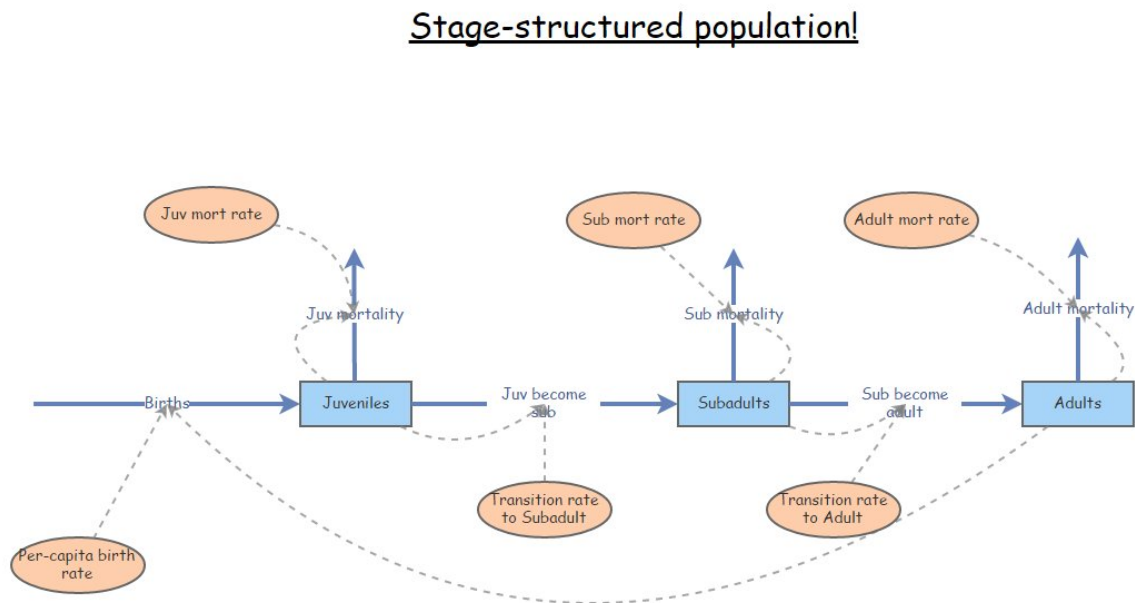 Stage-structured population!
Juv mort rate
Sub mort rate
Adult mort rate
Juv mortality
Sub mortality
Adult mortality
Births
Juveniles
Juv become
sub
Subadults
Sub become
adult
Adults
Transition rate
to Subadult
Transition rate
to Adult
Per-capita birth
rate